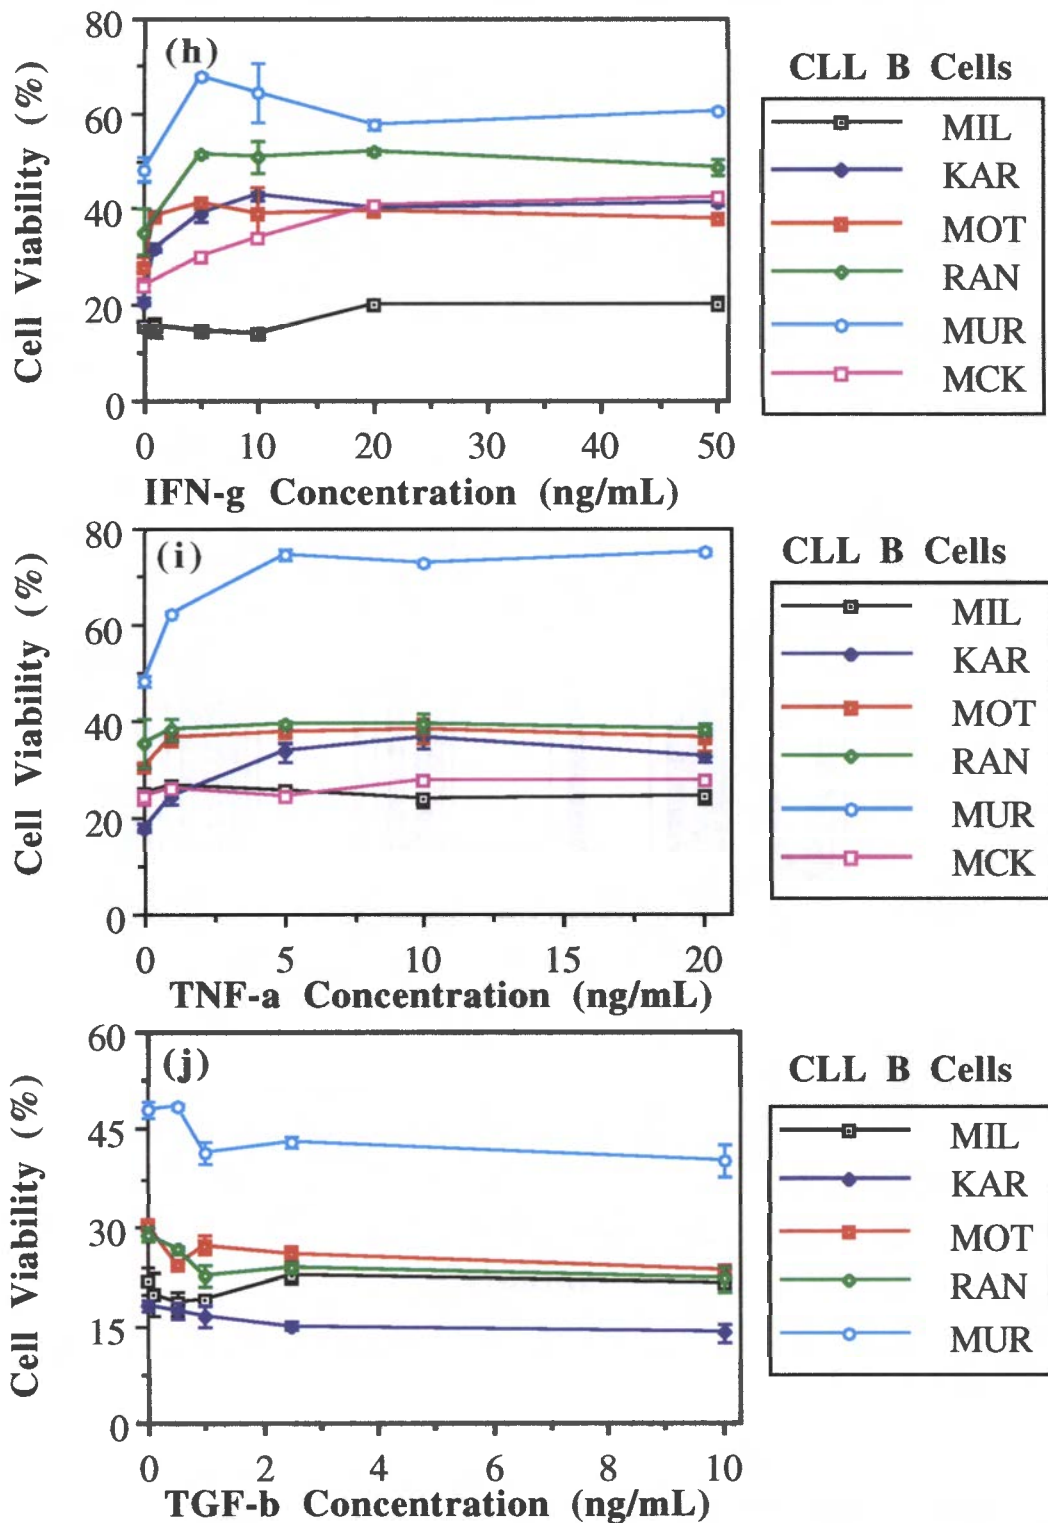 80
(h)
60
40
20
0
Cell Viability (%)
0 10 20 30 40 50
IFN-g Concentration (ng/mL)
CLL B Cells
MIL
KAR
MOT
RAN
MUR
MCK
80
(i)
60
40
20
0
Cell Viability (%)
0 5 10 15 20
TNF-a Concentration (ng/mL)
CLL B Cells
MIL
KAR
MOT
RAN
MUR
MCK
60
(j)
45
30
15
0
Cell Viability (%)
0 2 4 6 8 10
TGF-b Concentration (ng/mL)
CLL B Cells
MIL
KAR
MOT
RAN
MUR